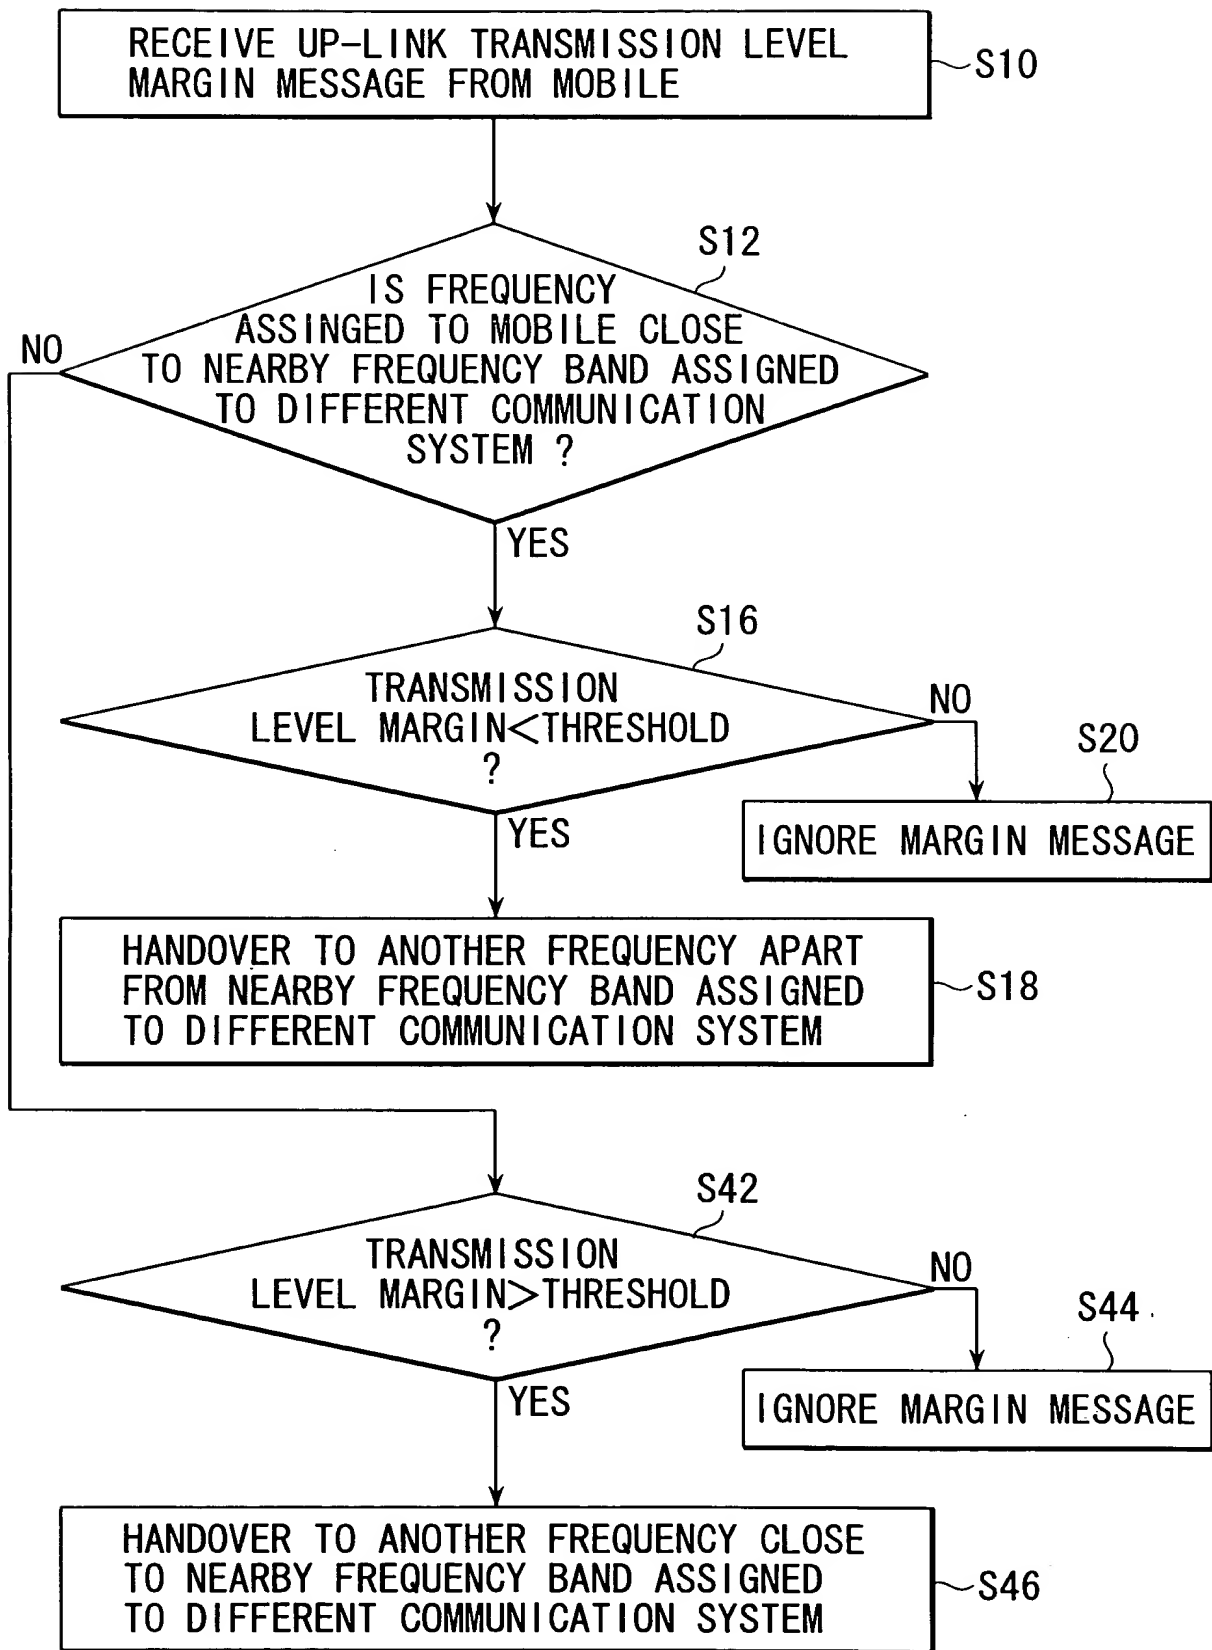 RECEIVE UP-LINK TRANSMISSION LEVEL
MARGIN MESSAGE FROM MOBILE
S10
S12
IS FREQUENCY
ASSINGED TO MOBILE CLOSE
TO NEARBY FREQUENCY BAND ASSIGNED
TO DIFFERENT COMMUNICATION
SYSTEM ?
NO
YES
S16
TRANSMISSION
LEVEL MARGIN<THRESHOLD
?
NO
YES
S20
IGNORE MARGIN MESSAGE
HANDOVER TO ANOTHER FREQUENCY APART
FROM NEARBY FREQUENCY BAND ASSIGNED
TO DIFFERENT COMMUNICATION SYSTEM
S18
S42
TRANSMISSION
LEVEL MARGIN>THRESHOLD
?
NO
YES
S44
IGNORE MARGIN MESSAGE
HANDOVER TO ANOTHER FREQUENCY CLOSE
TO NEARBY FREQUENCY BAND ASSIGNED
TO DIFFERENT COMMUNICATION SYSTEM
S46